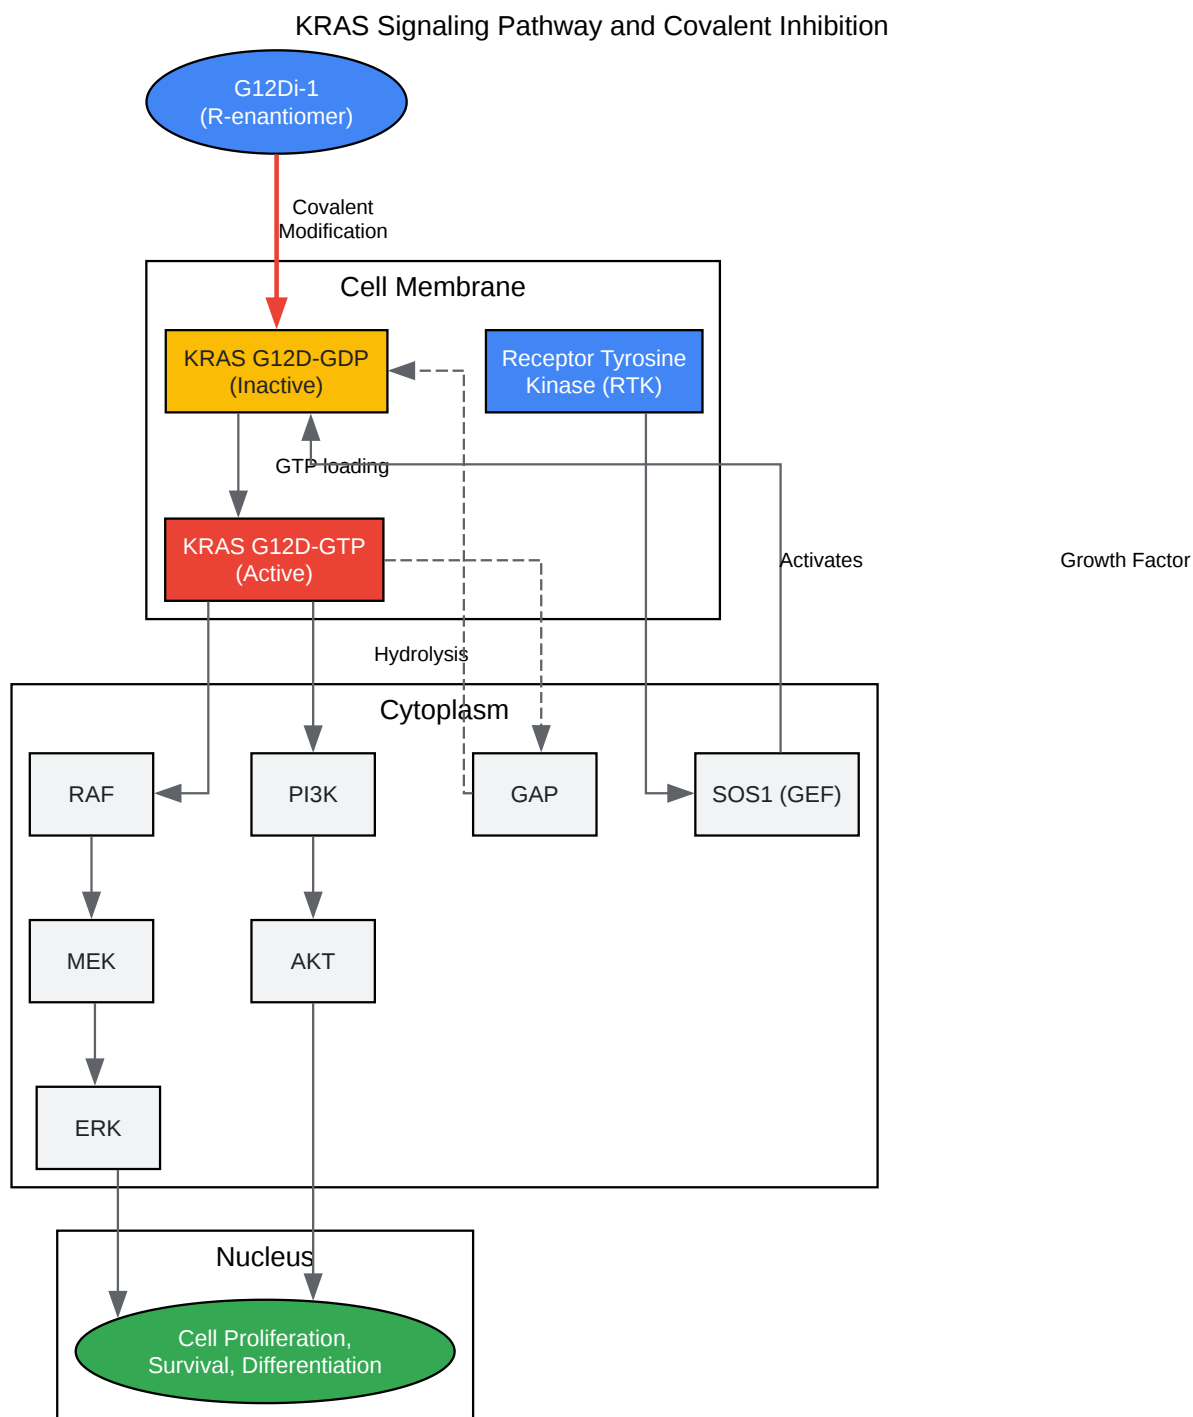 KRAS Signaling Pathway and Covalent Inhibition
G12Di-1
(R-enantiomer)
Covalent
Modification
Cell Membrane
KRAS G12D-GDP
(Inactive)
Receptor Tyrosine
Kinase (RTK)
GTP loading
KRAS G12D-GTP
(Active)
Activates
Growth Factor
Hydrolysis
Cytoplasm
RAF
PI3K
GAP
SOS1 (GEF)
MEK
AKT
ERK
Nucleus
Cell Proliferation,
Survival, Differentiation